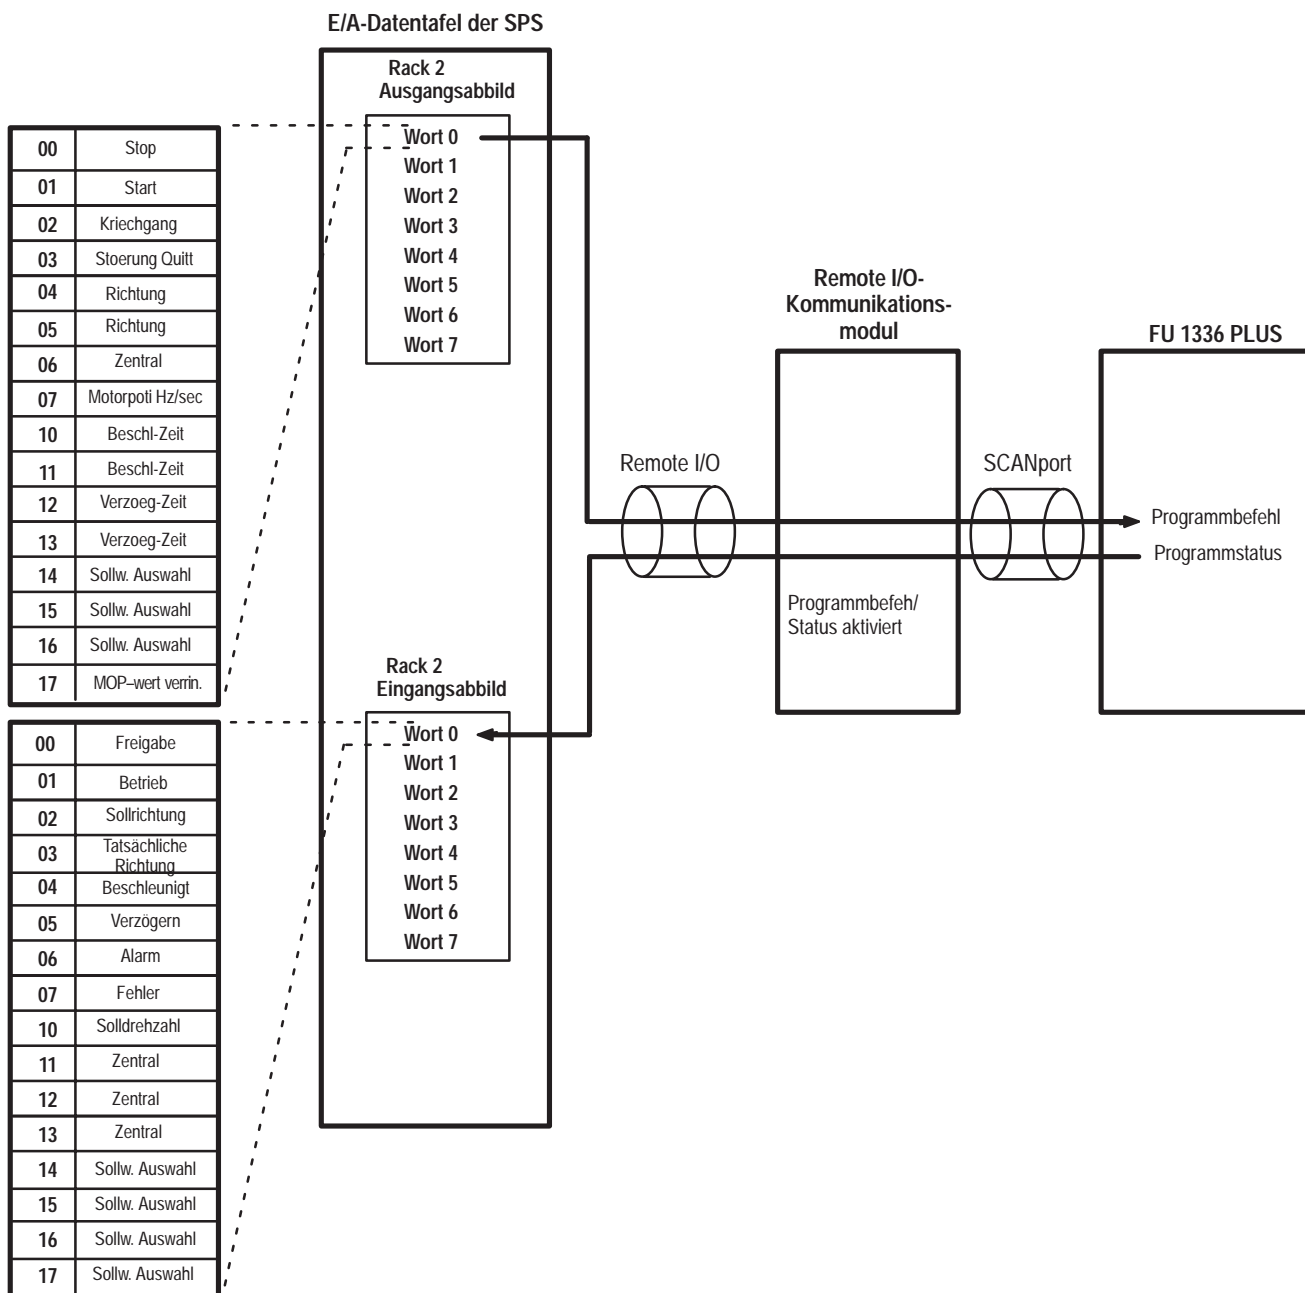 E/A-Datentafel der SPS
Rack 2
Ausgangsabbild
Wort 0
Wort 1
Wort 2
Wort 3
Wort 4
Wort 5
Wort 6
Wort 7
00 Stop
01 Start
02 Kriechgang
03 Stoerung Quitt
04 Richtung
05 Richtung
06 Zentral
07 Motorpoti Hz/sec
10 Beschl-Zeit
11 Beschl-Zeit
12 Verzoeg-Zeit
13 Verzoeg-Zeit
14 Sollw. Auswahl
15 Sollw. Auswahl
16 Sollw. Auswahl
17 MOP–wert verrin.
Remote I/O-
Kommunikations-
modul
FU 1336 PLUS
Remote I/O
SCANport
Programmbefehl
Programmstatus
Programmbefeh/
Status aktiviert
Rack 2
Eingangsabbild
Wort 0
Wort 1
Wort 2
Wort 3
Wort 4
Wort 5
Wort 6
Wort 7
00 Freigabe
01 Betrieb
02 Sollrichtung
03 Tatsächliche
Richtung
04 Beschleunigt
05 Verzögern
06 Alarm
07 Fehler
10 Solldrehzahl
11 Zentral
12 Zentral
13 Zentral
14 Sollw. Auswahl
15 Sollw. Auswahl
16 Sollw. Auswahl
17 Sollw. Auswahl